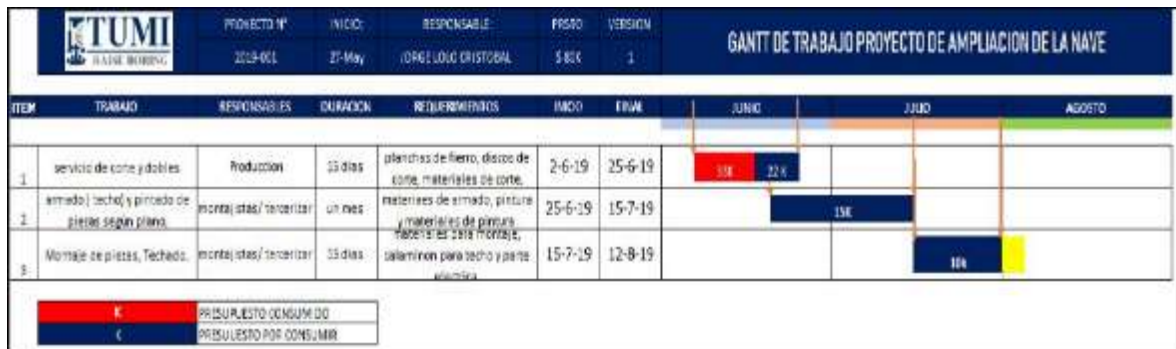 TUMI
RAISE BORING
PROYECTO N° INICIO: RESPONSABLE: PRSTO VERSION
2019-001 27-May JORGE LOLO CRISTOBAL 1
GANTT DE TRABAJO PROYECTO DE AMPLIACION DE LA NAVE
ITEM TRABAJO RESPONSABLES DURACION REQUERIMIENTOS INICIO FINAL JUNIO JULIO AGOSTO
1 servicio de corte y dobles Produccion 15 dias planchas de fierro, discos de
corte, materiales de corte, 2-6-19 25-6-19 22 K
2 armado ( techo) y pintado de
piezas según plano, montajistas/ tercerizar un mes materiales de armado, pintura
y materiales de pintura 25-6-19 15-7-19 15K
3 Montaje de piezas, Techado, montajistas/ tercerizar 15 dias materiales para montaje,
calaminon para techo y parte
electrica 15-7-19 12-8-19 10k
K PRESUPUESTO CONSUMIDO
PRESUUESTO POR CONSUMIR